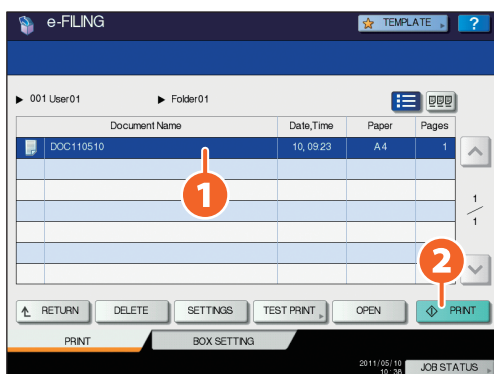 e-FILING
TEMPLATE
?
001 User01 Folder01
Document Name Date,Time Paper Pages
DOC110510 10, 09:23 A4 1
1
1
1
2
RETURN DELETE SETTINGS TEST PRINT OPEN PRINT
PRINT BOX SETTING
2011/05/10
10:36 JOB STATUS